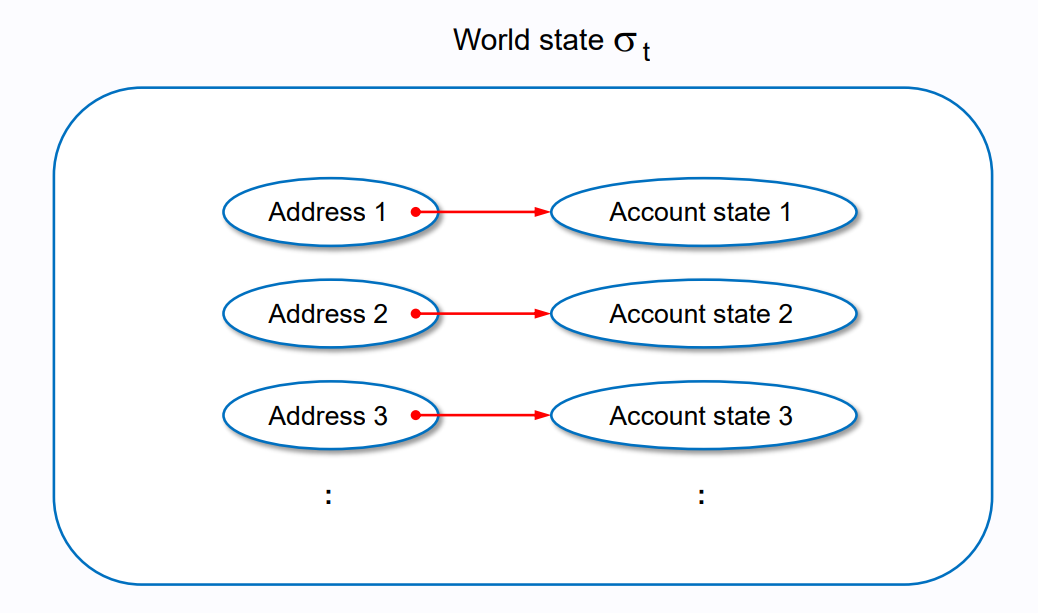 World state σ t
Address 1 Account state 1
Address 2 Account state 2
Address 3 Account state 3
: :